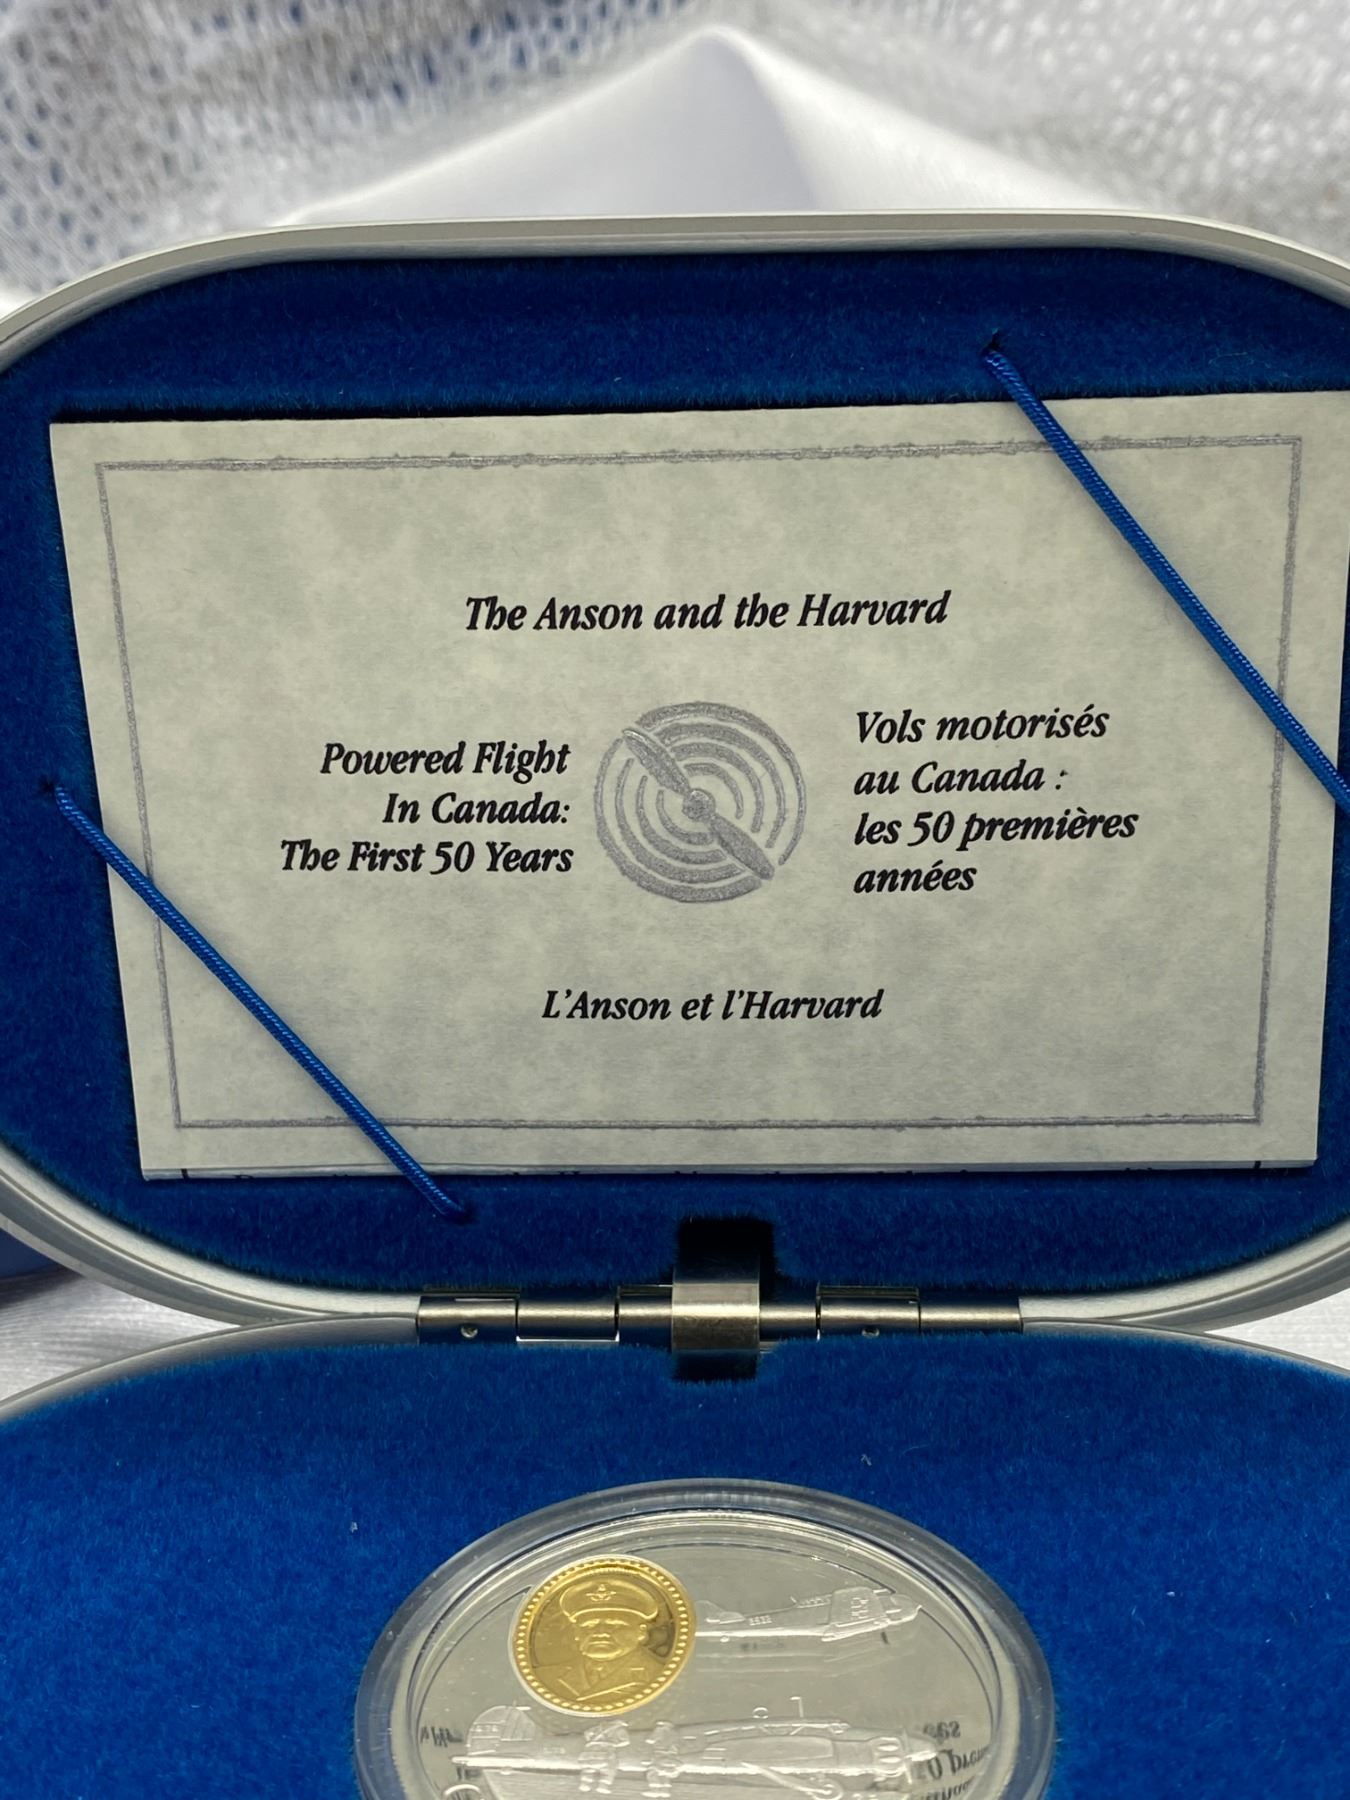 The Anson and the Harvard
Powered Flight
In Canada:
The First 50 Years
Vols motorisés
au Canada :
les 50 premières
années
L'Anson et l'Harvard